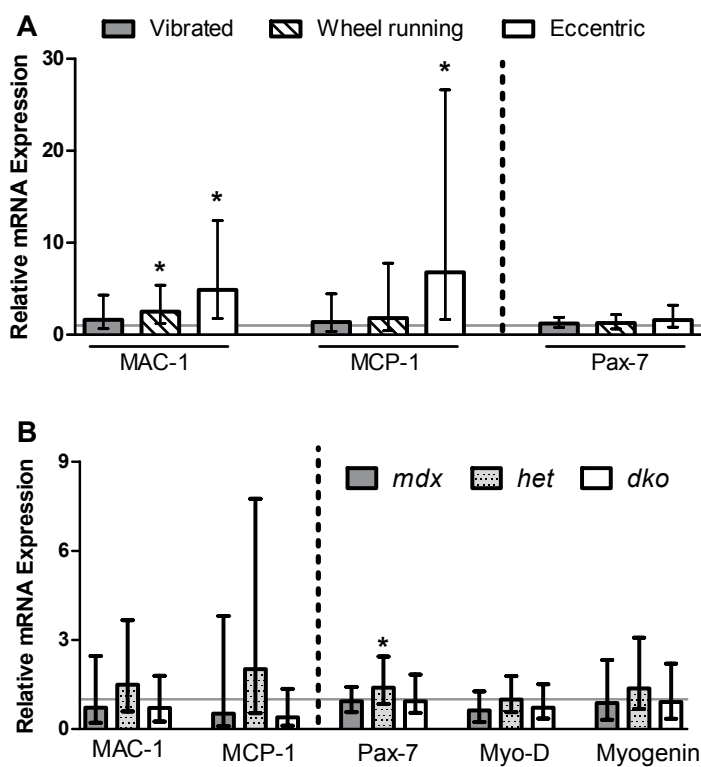 A
Vibrated Wheel running Eccentric
Relative mRNA Expression
30
20
10
0
* * *
MAC-1 MCP-1 Pax-7
B
mdx het dko
Relative mRNA Expression
9
6
3
0
*
MAC-1 MCP-1 Pax-7 Myo-D Myogenin